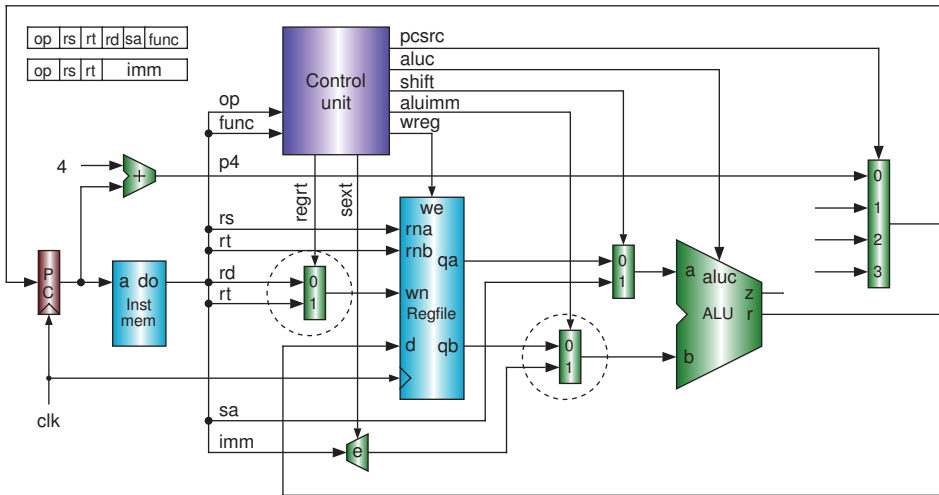 op rs rt rd sa func
op rs rt imm
Control
unit
pcsrc
aluc
shift
aluimm
wreg
op
func
4
+
p4
regrt
sext
we
rs
rna
rt
rnb
qa
rd
0
rt
1
wn
Regfile
d
qb
P
C
a do
Inst
mem
clk
sa
imm
e
0
1
0
1
a
aluc
ALU
z
r
b
0
1
2
3